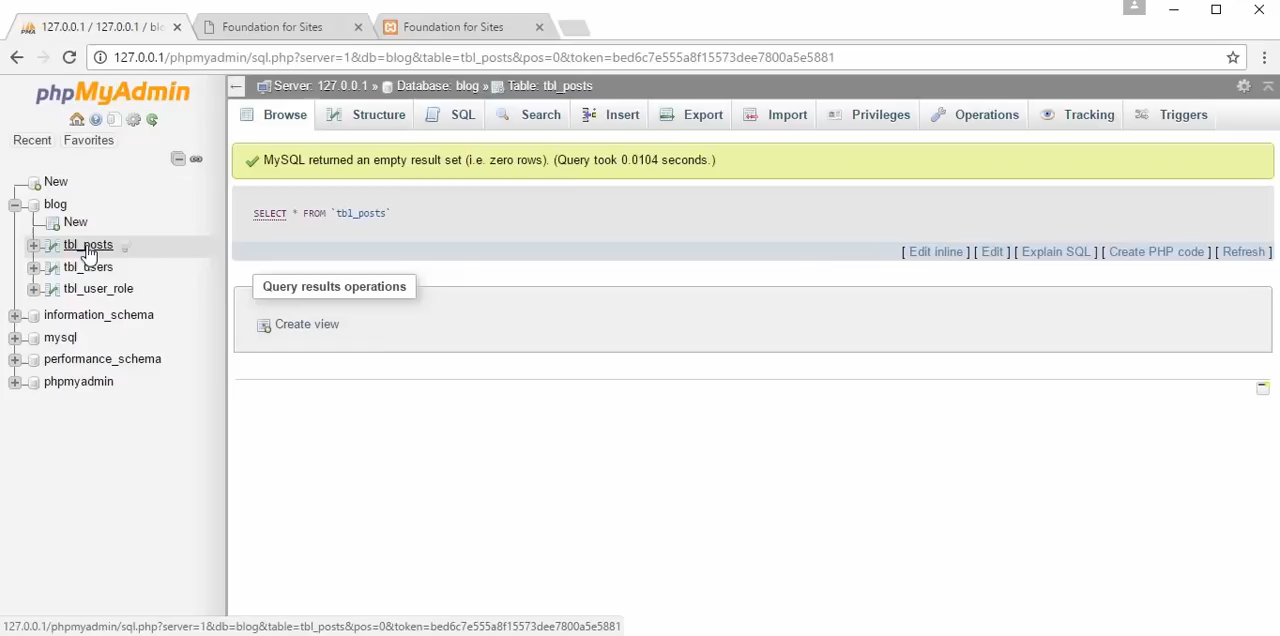 127.0.0.1 / 127.0.0.1 / blo
Foundation for Sites
Foundation for Sites
127.0.0.1/phpmyadmin/sql.php?server=1&db=blog&table=tbl_posts&pos=0&token=bed6c7e555a8f15573dee7800a5e5881
phpMyAdmin
Recent Favorites
New
blog
New
tbl_posts
tbl_users
tbl_user_role
information_schema
mysql
performance_schema
phpmyadmin
Server: 127.0.0.1 » Database: blog » Table: tbl_posts
Browse Structure SQL Search Insert Export Import Privileges Operations Tracking Triggers
MySQL returned an empty result set (i.e. zero rows). (Query took 0.0104 seconds.)
SELECT * FROM `tbl_posts`
[ Edit inline ] [ Edit ] [ Explain SQL ] [ Create PHP code ] [ Refresh ]
Query results operations
Create view
127.0.0.1/phpmyadmin/sql.php?server=1&db=blog&table=tbl_posts&pos=0&token=bed6c7e555a8f15573dee7800a5e5881